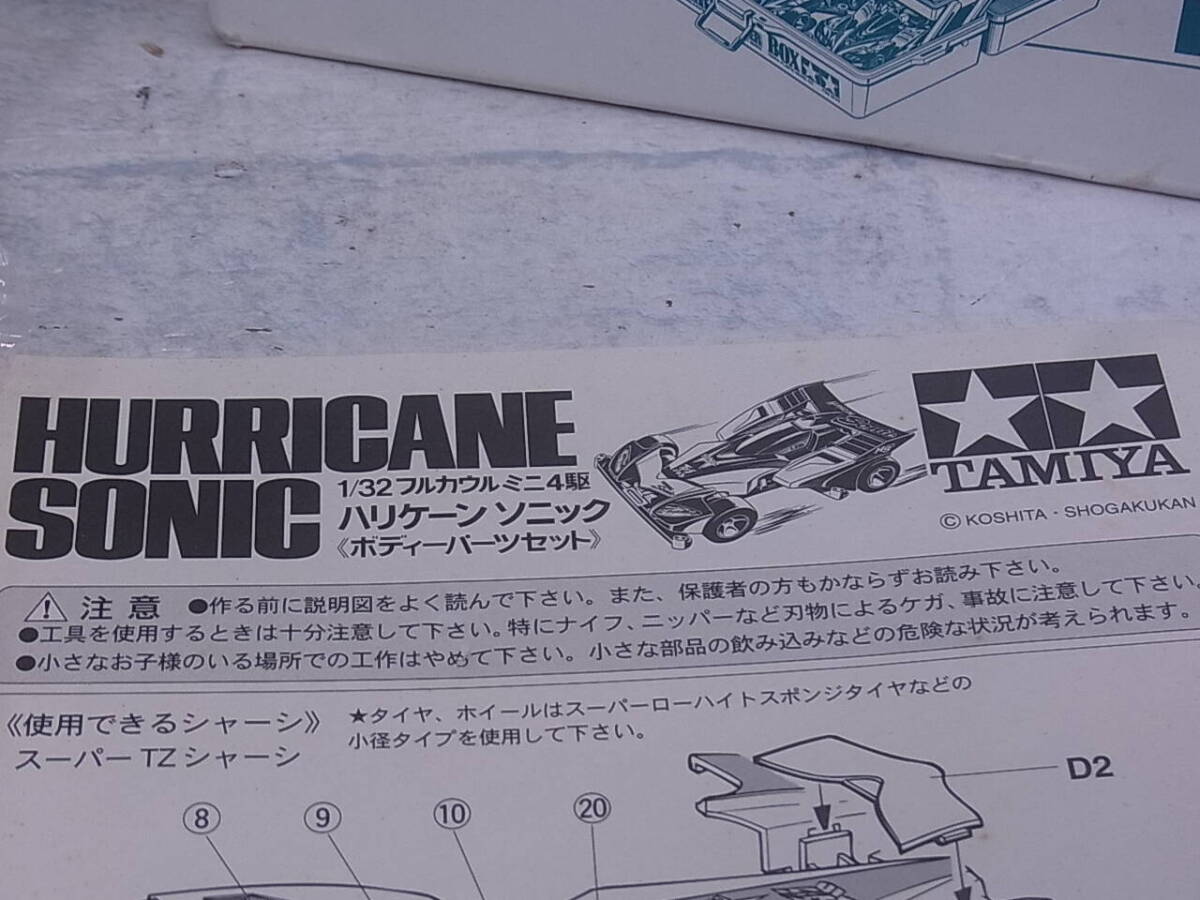 BOX
HURRICANE
SONIC
1/32フルカウルミニ4駆
ハリケーン ソニック
《ボディーパーツセット》
TAMIYA
© KOSHITA・SHOGAKUKAN
注意 ●作る前に説明図をよく読んで下さい。また、保護者の方もかならずお読み下さい。
●工具を使用するときは十分注意して下さい。特にナイフ、ニッパーなど刃物によるケガ、事故に注意して下さい。
●小さなお子様のいる場所での工作はやめて下さい。小さな部品の飲み込みなどの危険な状況が考えられます。
《使用できるシャーシ》
スーパーTZシャーシ
★タイヤ、ホイールはスーパーローハイトスポンジタイヤなどの
小径タイプを使用して下さい。
D2
⑧ ⑨ ⑩ ⑳